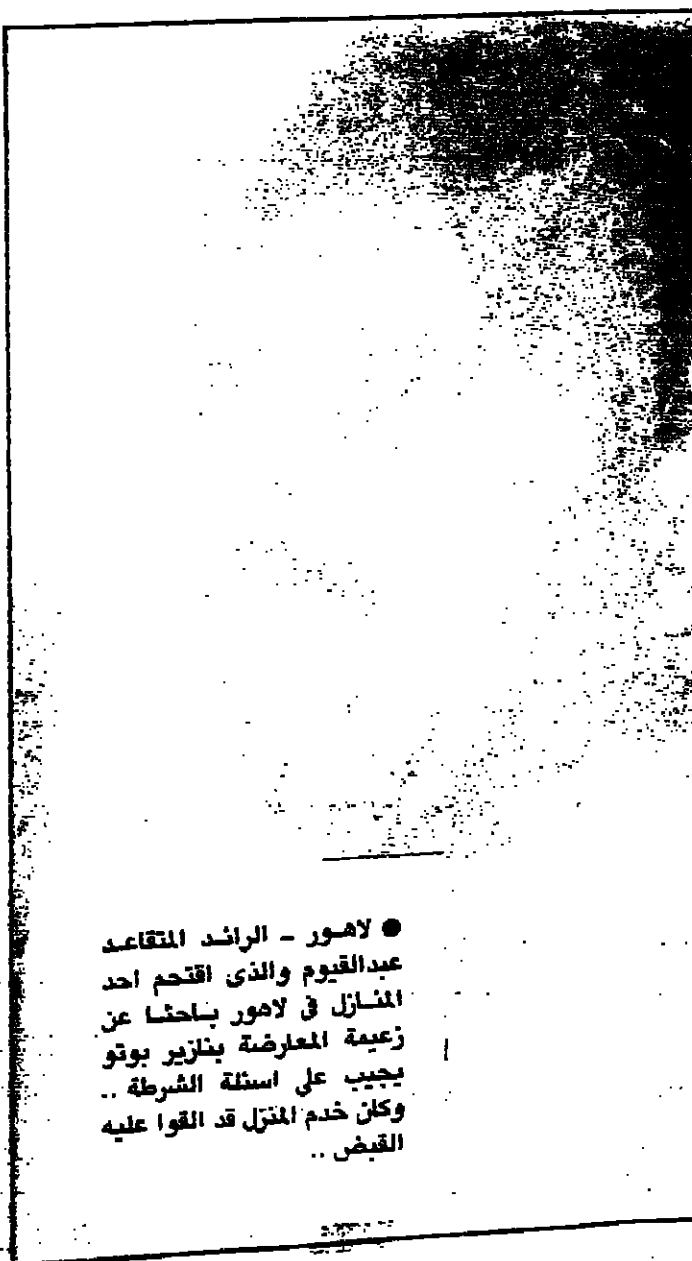 ● لاهور - الرائد المتقاعد
عبدالقيوم والذى اقتحم احد
المنازل في لاهور باحثا عن
زعيمة المعارضة بنازير بوتو
يجيب على اسئلة الشرطة ..
وكان خدم المنزل قد القوا عليه
القبض ..